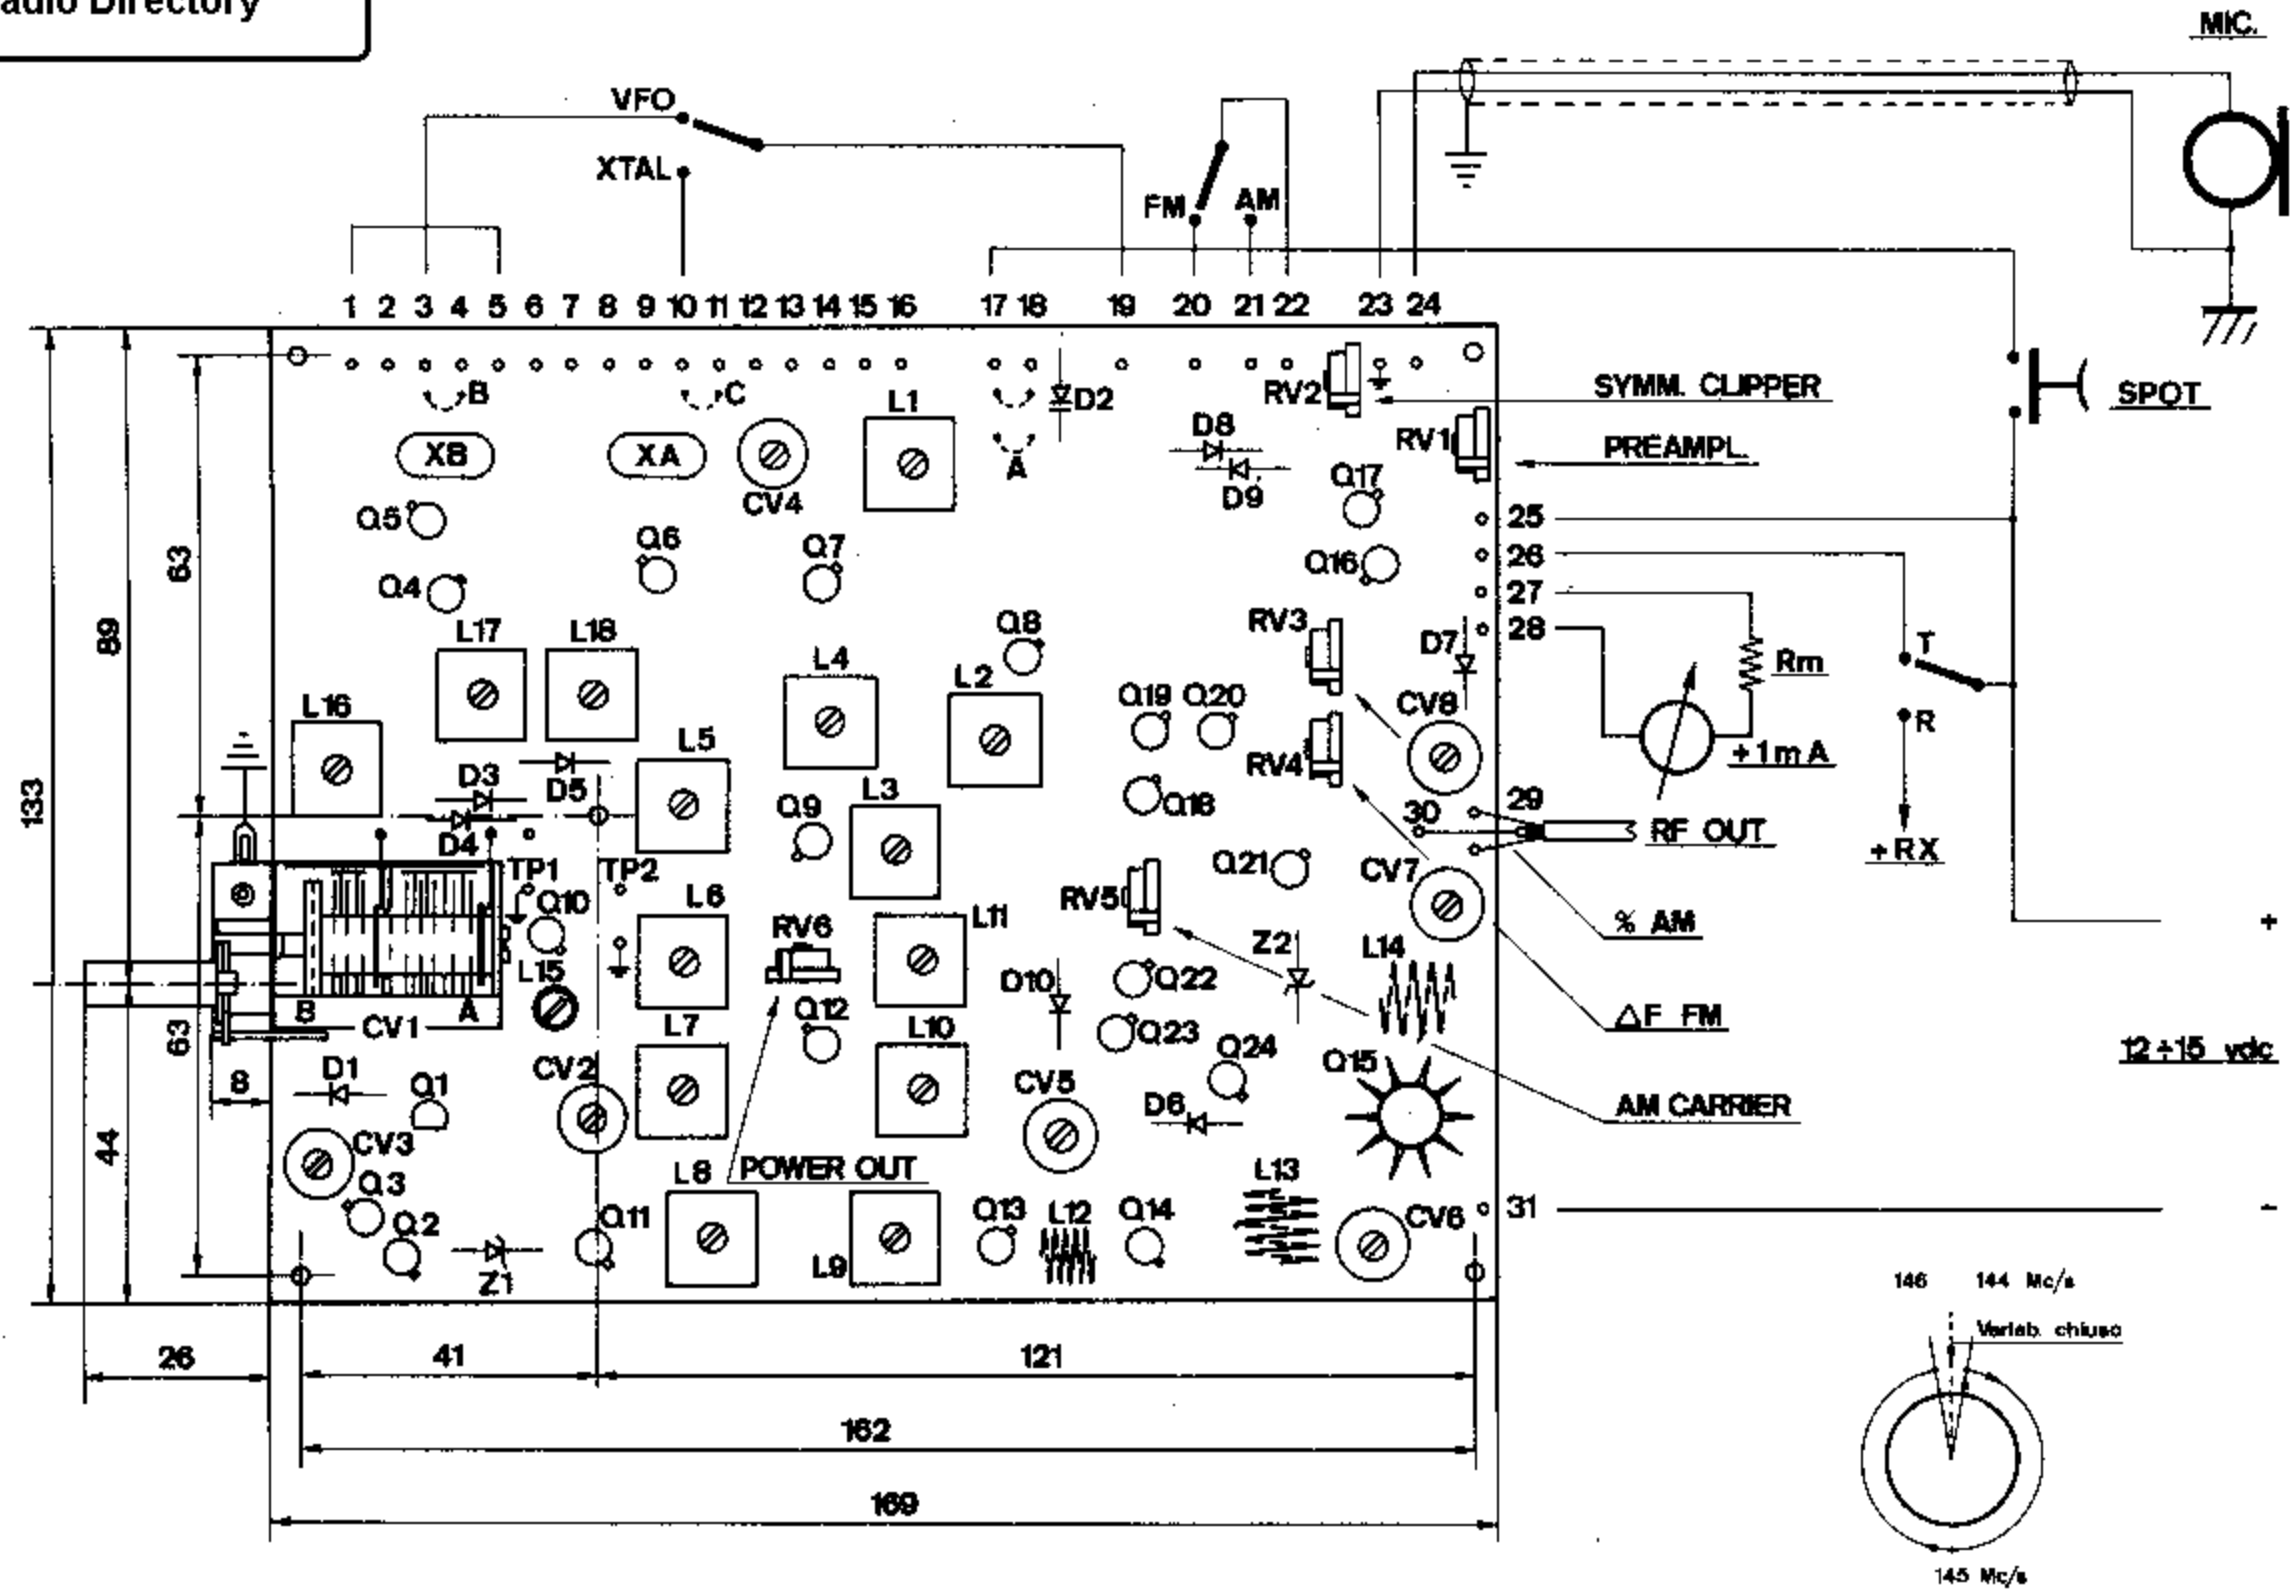 adio Directory
MIC.
VFO
XTAL
FM AM
1 2 3 4 5 6 7 8 9 10 11 12 13 14 15 16 17 18 19 20 21 22 23 24
B C L1 D2 RV2 SYMM. CLIPPER SPOT
XB XA CV4 A D8 D9 RV1 PREAMPL.
Q17
Q5 Q6 Q7 Q16 25
26
Q4 27
L17 L18 Q8 RV3 D7 28
T
Rm
L16 L4 L2 Q19 Q20 CV8
R
L5 RV4 +1mA
D3 D5
Q9 L3 Q18 30 29
RF OUT
D4 +RX
TP1 TP2 Q21 CV7
Q10 L6 RV6 L11 RV5 % AM
+
L15 Z2 L14
D10 Q22
B CV1 A Q12 ΔF FM
L7 L10 Q23
12÷15 vdc
D1 Q1 CV2 CV5 Q24 Q15
D6 AM CARRIER
CV3 POWER OUT
Q3 L8 L13
Q2 Q11 Q13 L12 Q14 CV6 31
-
Z1 L9
133
89
63
63
44
8
26
41
121
162
169
146 144 Mc/s
Variab. chiuso
145 Mc/s